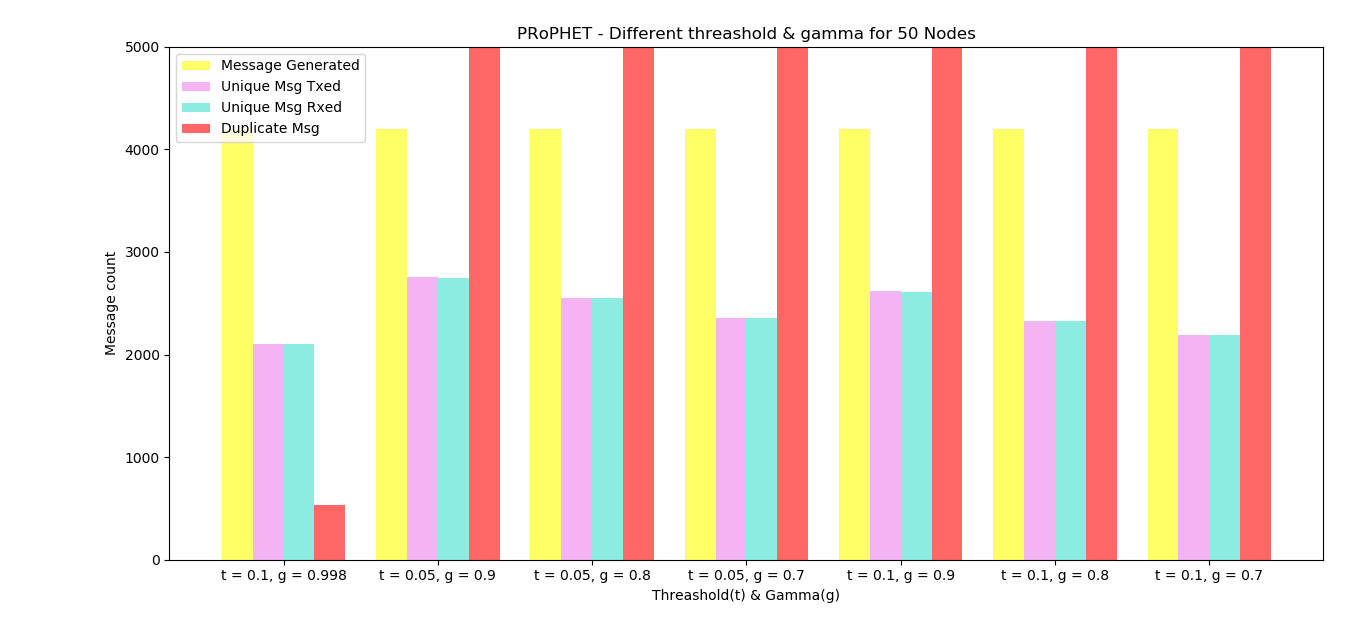 PRoPHET - Different threashold & gamma for 50 Nodes
5000
4000
3000
2000
1000
0
Message count
Message Generated
Unique Msg Txed
Unique Msg Rxed
Duplicate Msg
t = 0.1, g = 0.998
t = 0.05, g = 0.9
t = 0.05, g = 0.8
t = 0.05, g = 0.7
t = 0.1, g = 0.9
t = 0.1, g = 0.8
t = 0.1, g = 0.7
Threashold(t) & Gamma(g)